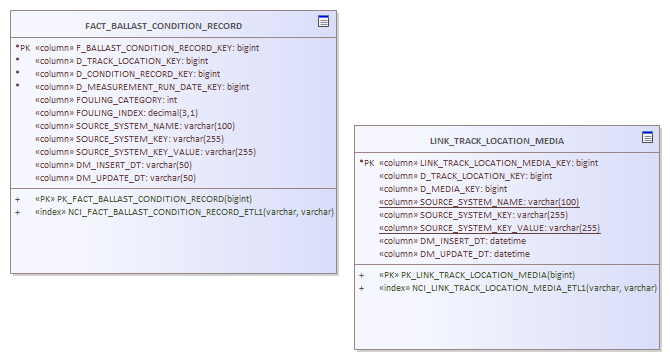 FACT_BALLAST_CONDITION_RECORD
*PK «column» F_BALLAST_CONDITION_RECORD_KEY: bigint
* «column» D_TRACK_LOCATION_KEY: bigint
* «column» D_CONDITION_RECORD_KEY: bigint
* «column» D_MEASUREMENT_RUN_DATE_KEY: bigint
«column» FOULING_CATEGORY: int
«column» FOULING_INDEX: decimal(3,1)
«column» SOURCE_SYSTEM_NAME: varchar(100)
«column» SOURCE_SYSTEM_KEY: varchar(255)
«column» SOURCE_SYSTEM_KEY_VALUE: varchar(255)
«column» DM_INSERT_DT: varchar(50)
«column» DM_UPDATE_DT: varchar(50)
+ «PK» PK_FACT_BALLAST_CONDITION_RECORD(bigint)
+ «index» NCI_FACT_BALLAST_CONDITION_RECORD_ETL1(varchar, varchar)
LINK_TRACK_LOCATION_MEDIA
*PK «column» LINK_TRACK_LOCATION_MEDIA_KEY: bigint
«column» D_TRACK_LOCATION_KEY: bigint
«column» D_MEDIA_KEY: bigint
«column» SOURCE_SYSTEM_NAME: varchar(100)
«column» SOURCE_SYSTEM_KEY: varchar(255)
«column» SOURCE_SYSTEM_KEY_VALUE: varchar(255)
«column» DM_INSERT_DT: datetime
«column» DM_UPDATE_DT: datetime
+ «PK» PK_LINK_TRACK_LOCATION_MEDIA(bigint)
+ «index» NCI_LINK_TRACK_LOCATION_MEDIA_ETL1(varchar, varchar)